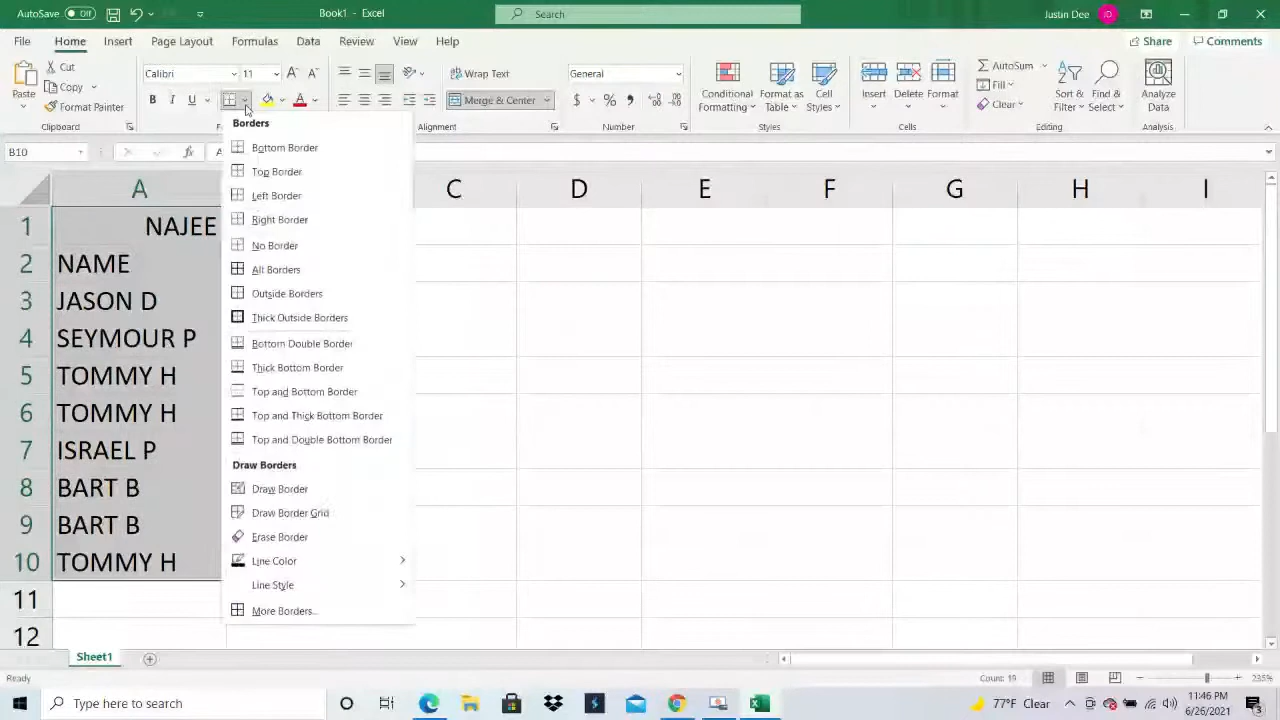 AutoSave Off
Book1 - Excel
Search
Justin Dee
File Home Insert Page Layout Formulas Data Review View Help
Share Comments
Paste
Cut
Copy
Format Painter
Clipboard
Calibri 11
B I U
Wrap Text
Merge & Center
Alignment
General
$ % 9
Number
Conditional Formatting
Format as Table
Cell Styles
Styles
Insert Delete Format
Cells
AutoSum
Fill
Clear
Sort & Filter
Find & Select
Editing
Analyze Data
Analysis
B10
fx
Borders
Bottom Border
Top Border
Left Border
Right Border
No Border
All Borders
Outside Borders
Thick Outside Borders
Bottom Double Border
Thick Bottom Border
Top and Bottom Border
Top and Thick Bottom Border
Top and Double Bottom Border
Draw Borders
Draw Border
Draw Border Grid
Erase Border
Line Color
Line Style
More Borders...
A C D E F G H I
1 NAJEE
2 NAME
3 JASON D
4 SEYMOUR P
5 TOMMY H
6 TOMMY H
7 ISRAEL P
8 BART B
9 BART B
10 TOMMY H
11
12
Sheet1
Ready
Count: 19
235%
Type here to search
77°F Clear
11:46 PM
6/20/2021
3